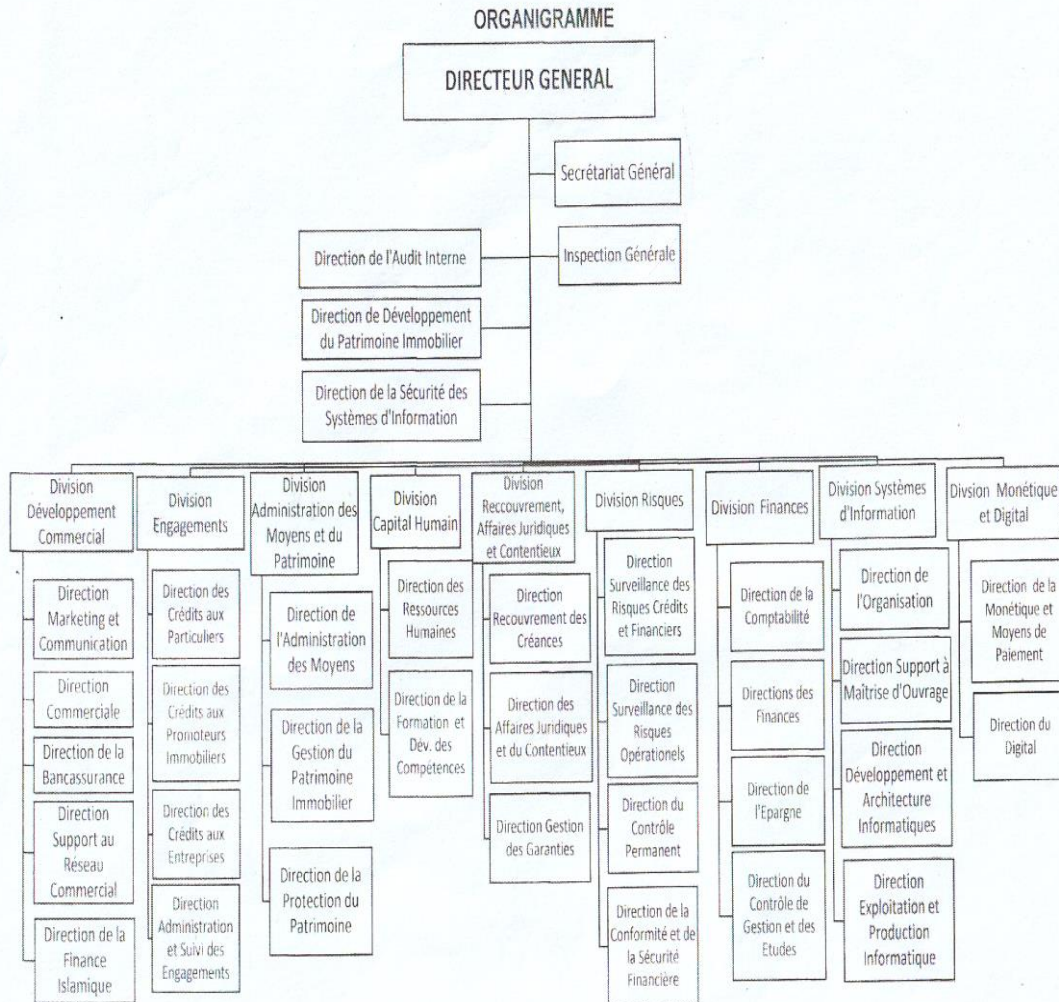 ORGANIGRAMME
DIRECTEUR GENERAL
Secrétariat Général
Direction de l'Audit Interne
Inspection Générale
Direction de Développement
du Patrimoine Immobilier
Direction de la Sécurité des
Systèmes d'Information
Division
Développement
Commercial
Direction
Marketing et
Communication
Direction
Commerciale
Direction de la
Bancassurance
Direction
Support au
Réseau
Commercial
Direction de la
Finance
Islamique
Division
Engagements
Direction des
Crédits aux
Particuliers
Direction des
Crédits aux
Promoteurs
Immobiliers
Direction des
Crédits aux
Entreprises
Direction
Administration
et Suivi des
Engagements
Division
Administration des
Moyens et du
Patrimoine
Direction de
l'Administration
des Moyens
Direction de la
Gestion du
Patrimoine
Immobilier
Direction de la
Protection du
Patrimoine
Division
Capital Humain
Direction des
Ressources
Humaines
Direction de la
Formation et
Dév. des
Compétences
Division
Reccouvrement,
Affaires Juridiques
et Contentieux
Direction
Recouvrement des
Créances
Direction des
Affaires Juridiques
et du Contentieux
Direction Gestion
des Garanties
Division Risques
Direction
Surveillance des
Risques Crédits
et Financiers
Direction
Surveillance des
Risques
Opérationels
Direction du
Contrôle
Permanent
Direction de la
Conformité et de
la Sécurité
Financière
Division Finances
Direction de la
Comptabilité
Directions des
Finances
Direction de
l'Epargne
Direction du
Contrôle de
Gestion et des
Etudes
Division Systèmes
d'Information
Direction de
l'Organisation
Direction Support à
Maîtrise d'Ouvrage
Direction
Développement et
Architecture
Informatiques
Direction
Exploitation et
Production
Informatique
Divsion Monétique
et Digital
Direction de la
Monétique et
Moyens de
Paiement
Direction du
Digital